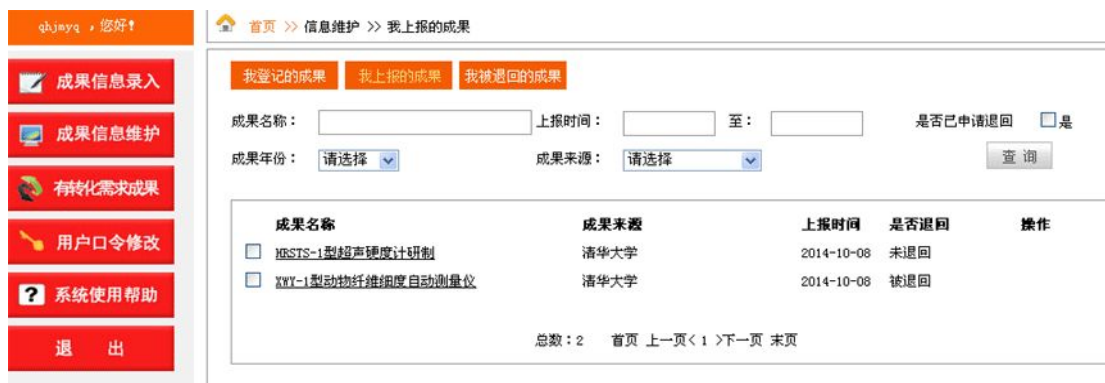 qhjmyq , 您好!
首页 >> 信息维护 >> 我上报的成果
成果信息录入
成果信息维护
有转化需求成果
用户口令修改
? 系统使用帮助
退 出
我登记的成果 我上报的成果 我被退回的成果
成果名称： 上报时间： 至： 是否已申请退回 是
成果年份： 请选择 成果来源： 请选择 查 询
成果名称 成果来源 上报时间 是否退回 操作
HRSTS-1型超声硬度计研制 清华大学 2014-10-08 未退回
XWY-1型动物纤维细度自动测量仪 清华大学 2014-10-08 被退回
总数：2 首页 上一页< 1 >下一页 末页